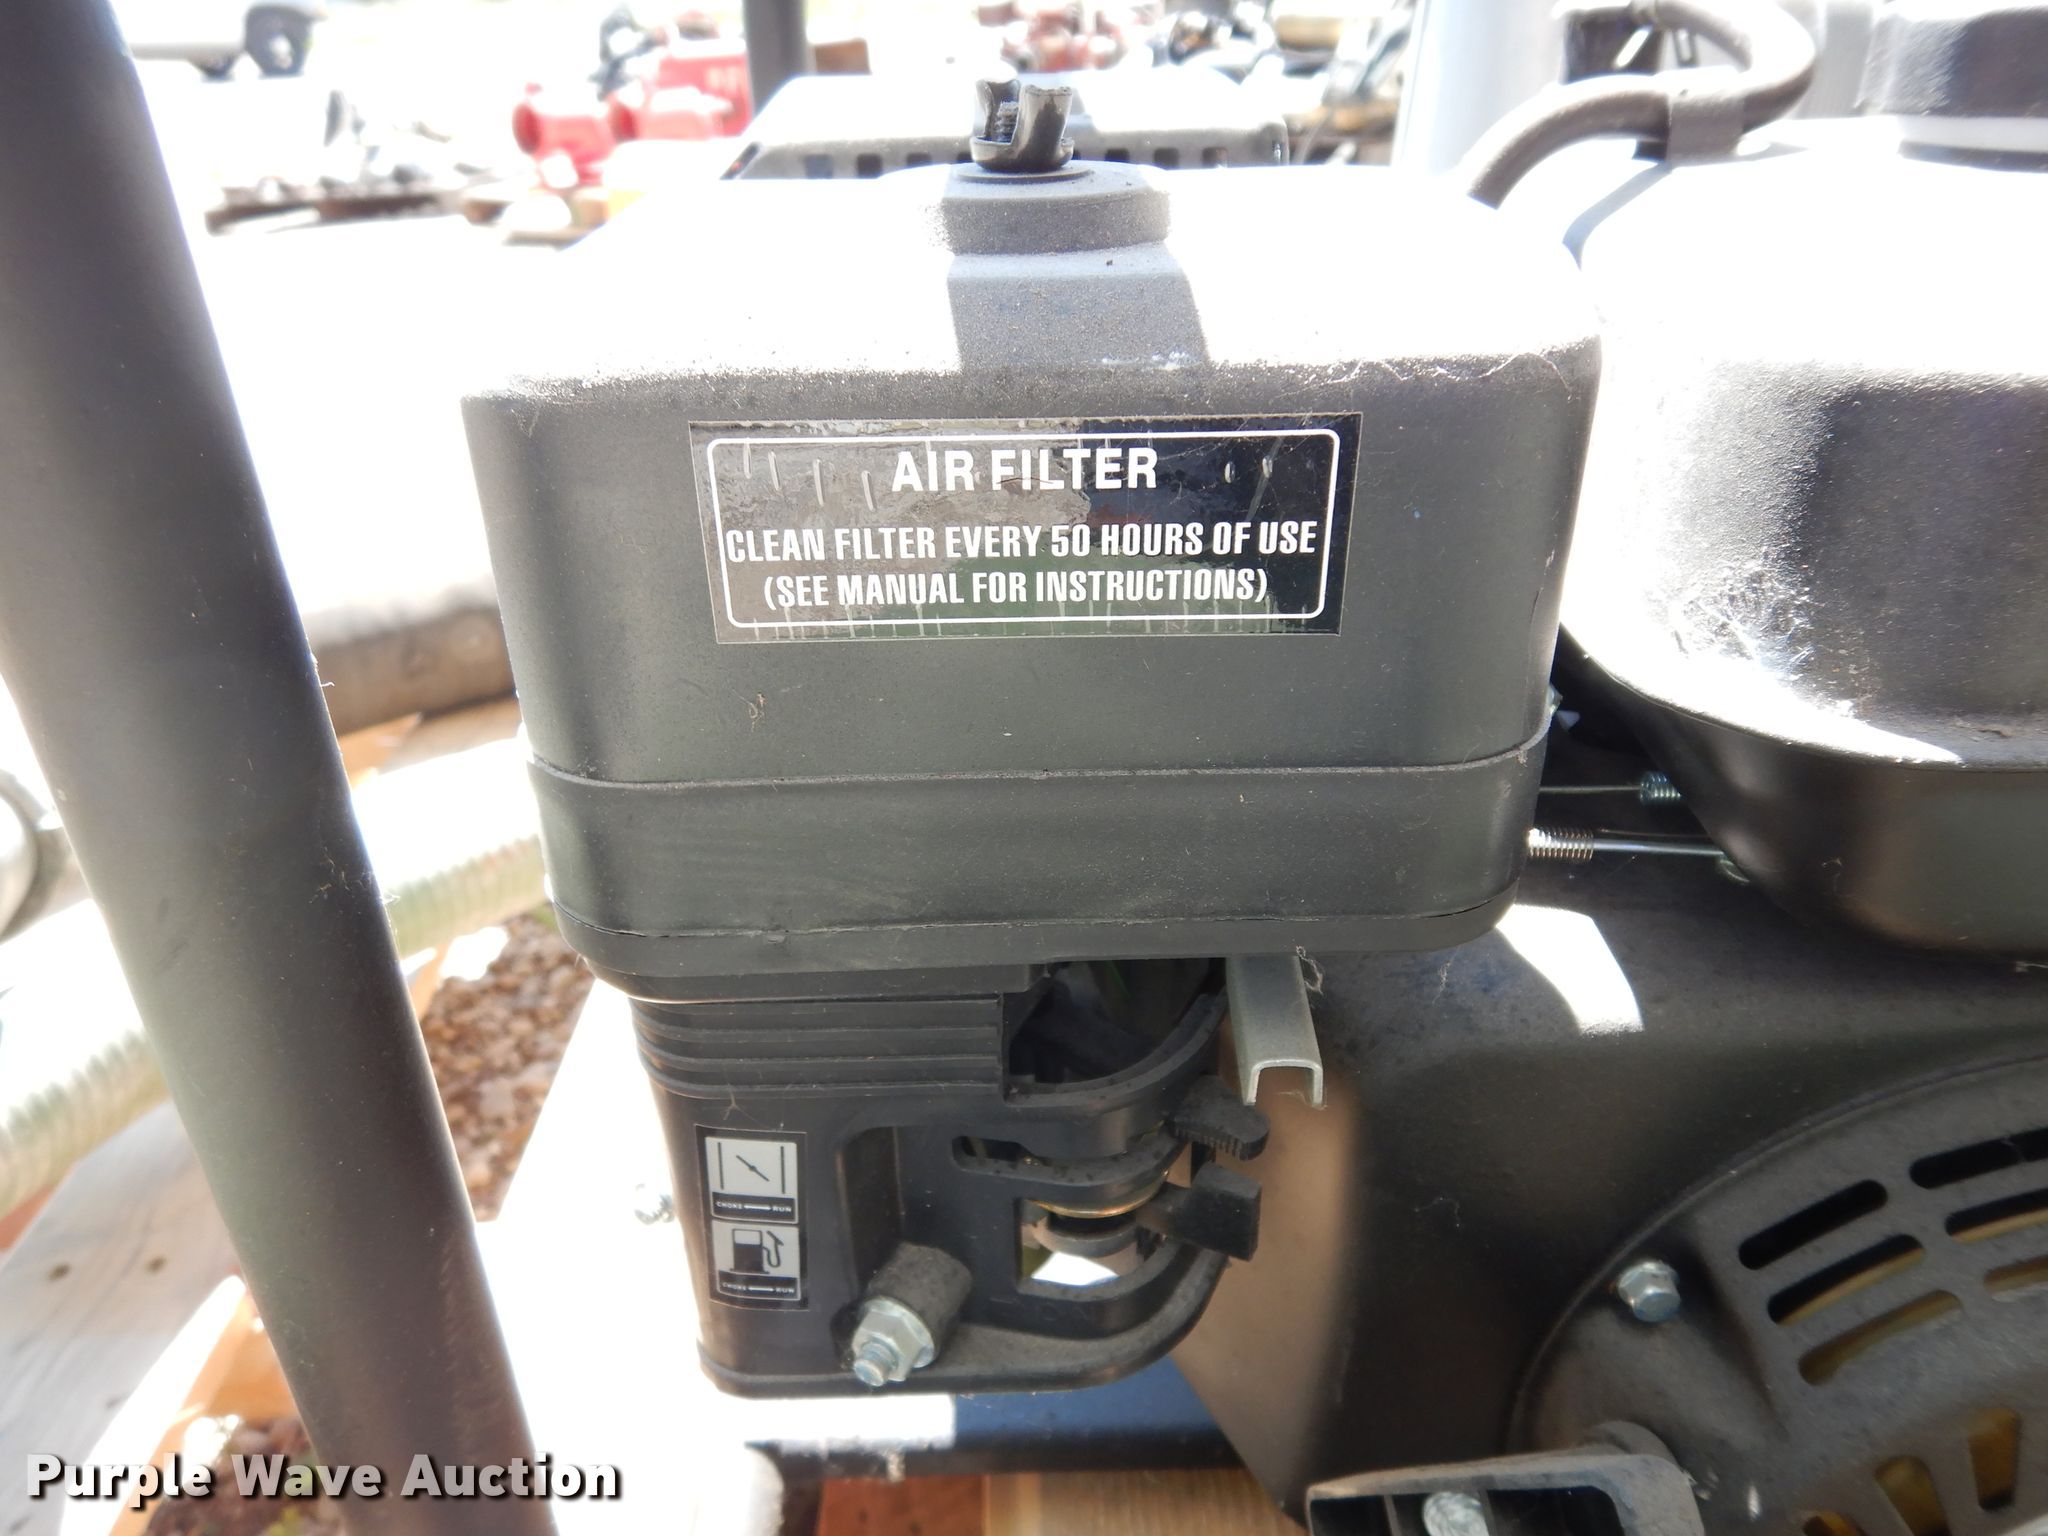 AIR FILTER
CLEAN FILTER EVERY 50 HOURS OF USE
(SEE MANUAL FOR INSTRUCTIONS)
CHOKE RUN
CHOKE RUN
Purple Wave Auction